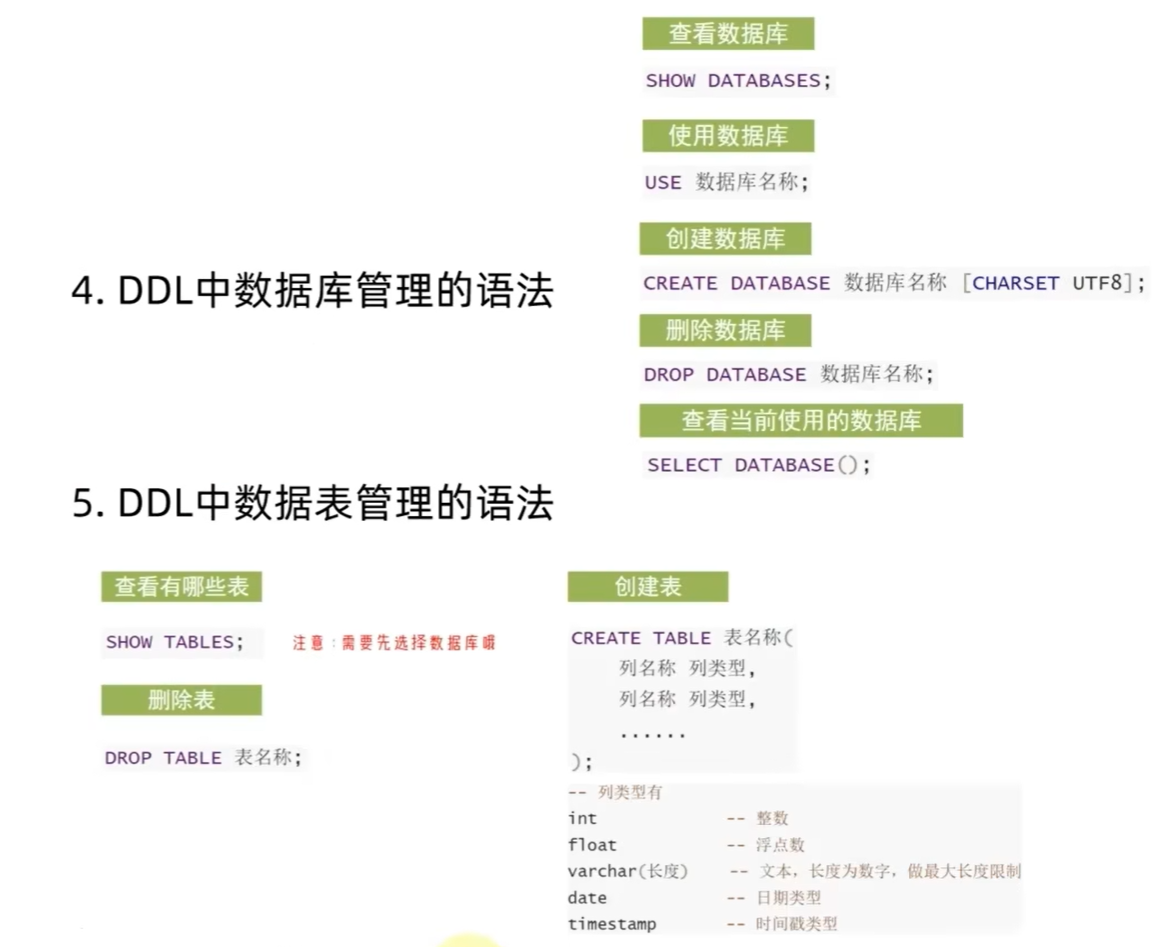 4. DDL中数据库管理的语法
查看数据库
SHOW DATABASES;
使用数据库
USE 数据库名称;
创建数据库
CREATE DATABASE 数据库名称 [CHARSET UTF8];
删除数据库
DROP DATABASE 数据库名称;
查看当前使用的数据库
SELECT DATABASE();
5. DDL中数据表管理的语法
查看有哪些表
SHOW TABLES;
注意:需要先选择数据库哦
删除表
DROP TABLE 表名称;
创建表
CREATE TABLE 表名称(
列名称 列类型,
列名称 列类型,
......
);
-- 列类型有
int -- 整数
float -- 浮点数
varchar(长度) -- 文本，长度为数字，做最大长度限制
date -- 日期类型
timestamp -- 时间戳类型